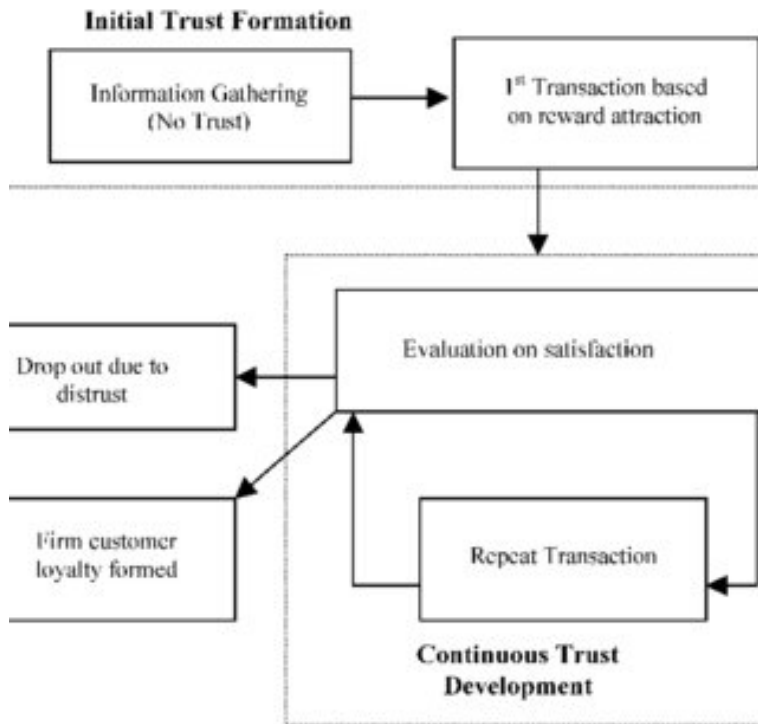 Initial Trust Formation
Information Gathering
(No Trust)
1st Transaction based
on reward attraction
Evaluation on satisfaction
Drop out due to
distrust
Firm customer
loyalty formed
Repeat Transaction
Continuous Trust
Development